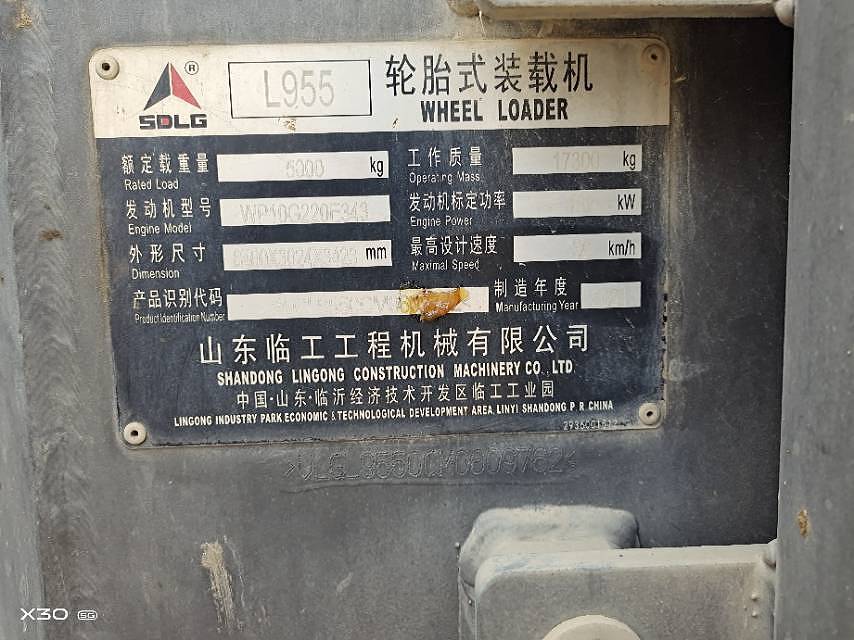 SDLG ® L955 轮胎式装载机
WHEEL LOADER
额定载重量 kg 工作质量 17300 kg
Rated Load Operating Mass
发动机型号 发动机标定功率 kW
Engine Model Engine Power
外形尺寸 mm 最高设计速度 km/h
Dimension Maximal Speed
产品识别代码 制造年度
Product Identification Number Manufacturing Year
山东临工工程机械有限公司
SHANDONG LINGONG CONSTRUCTION MACHINERY CO. LTD.
中国·山东·临沂经济技术开发区临工工业园
LINGONG INDUSTRY PARK ECONOMIC & TECHNOLOGICAL DEVELOPMENT AREA, LINYI SHANDONG P. R. CHINA
X30 5G